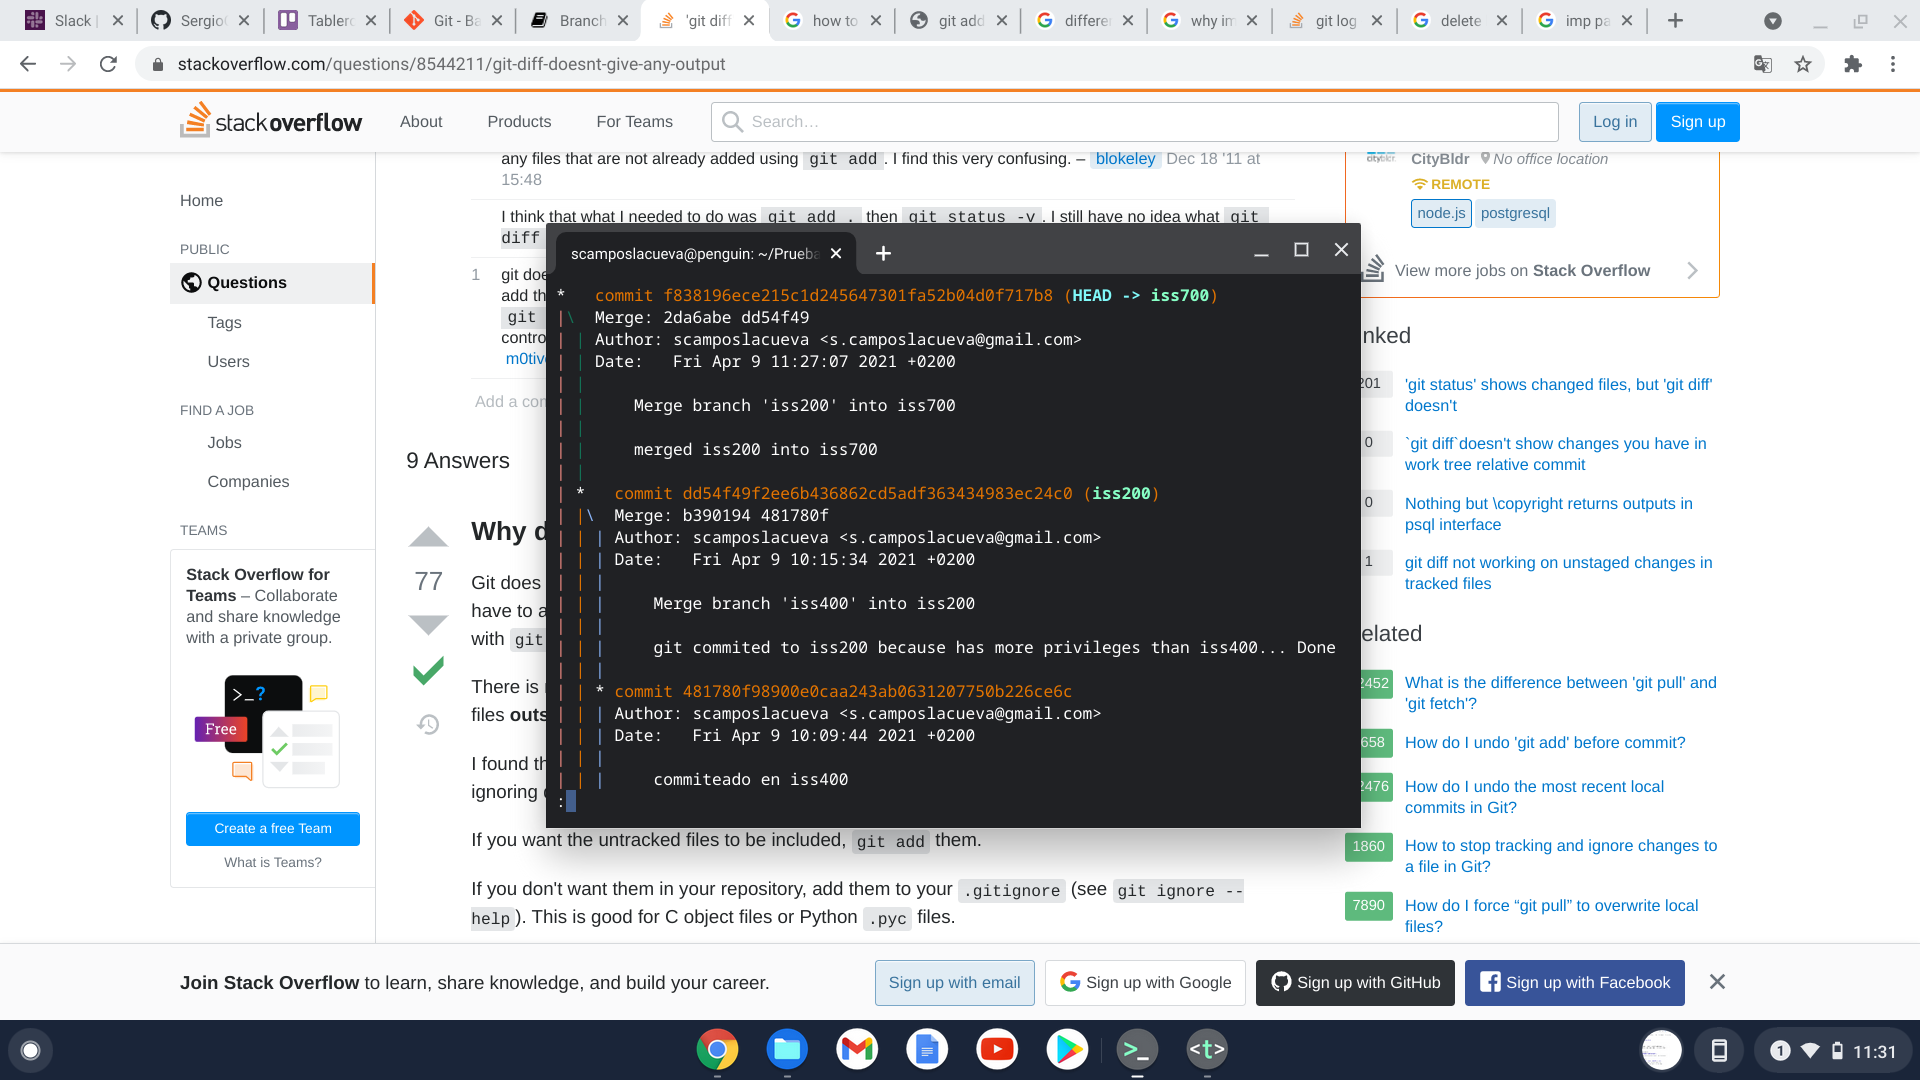 Slack |
Sergio
Tablero
Git - Ba
Branch
'git diff
how to
git add
differe
why im
git log
delete
imp pa
stackoverflow.com/questions/8544211/git-diff-doesnt-give-any-output
stackoverflow
About
Products
For Teams
Search…
Log in
Sign up
Home
PUBLIC
Questions
Tags
Users
FIND A JOB
Jobs
Companies
TEAMS
Stack Overflow for
Teams – Collaborate
and share knowledge
with a private group.
>_?
Free
Create a free Team
What is Teams?
any files that are not already added using git add . I find this very confusing. – blokeley Dec 18 '11 at
15:48
I think that what I needed to do was git add . then git status -v . I still have no idea what git
diff
1
git doe
add th
git
contro
m0tive
Add a com
9 Answers
77
Why d
Git does
have to a
with git
There is
files outs
I found th
ignoring
If you want the untracked files to be included, git add them.
If you don't want them in your repository, add them to your .gitignore (see git ignore --
help ). This is good for C object files or Python .pyc files.
scamposlacueva@penguin: ~/Prueba
* commit f838196ece215c1d245647301fa52b04d0f717b8 (HEAD -> iss700)
|\ Merge: 2da6abe dd54f49
| | Author: scamposlacueva <s.camposlacueva@gmail.com>
| | Date: Fri Apr 9 11:27:07 2021 +0200
| |
| | Merge branch 'iss200' into iss700
| |
| | merged iss200 into iss700
| |
| * commit dd54f49f2ee6b436862cd5adf363434983ec24c0 (iss200)
| |\ Merge: b390194 481780f
| | | Author: scamposlacueva <s.camposlacueva@gmail.com>
| | | Date: Fri Apr 9 10:15:34 2021 +0200
| | |
| | | Merge branch 'iss400' into iss200
| | |
| | | git commited to iss200 because has more privileges than iss400... Done
| | |
| | * commit 481780f98900e0caa243ab0631207750b226ce6c
| | | Author: scamposlacueva <s.camposlacueva@gmail.com>
| | | Date: Fri Apr 9 10:09:44 2021 +0200
| | |
| | | commiteado en iss400
:
citybldr.
CityBldr No office location
REMOTE
node.js postgresql
View more jobs on Stack Overflow
nked
201
'git status' shows changed files, but 'git diff'
doesn't
0
`git diff`doesn't show changes you have in
work tree relative commit
0
Nothing but \copyright returns outputs in
psql interface
1
git diff not working on unstaged changes in
tracked files
elated
2452
What is the difference between 'git pull' and
'git fetch'?
658
How do I undo 'git add' before commit?
2476
How do I undo the most recent local
commits in Git?
1860
How to stop tracking and ignore changes to
a file in Git?
7890
How do I force “git pull” to overwrite local
files?
Join Stack Overflow to learn, share knowledge, and build your career.
Sign up with email
Sign up with Google
Sign up with GitHub
Sign up with Facebook
>_
<t>
1
11:31